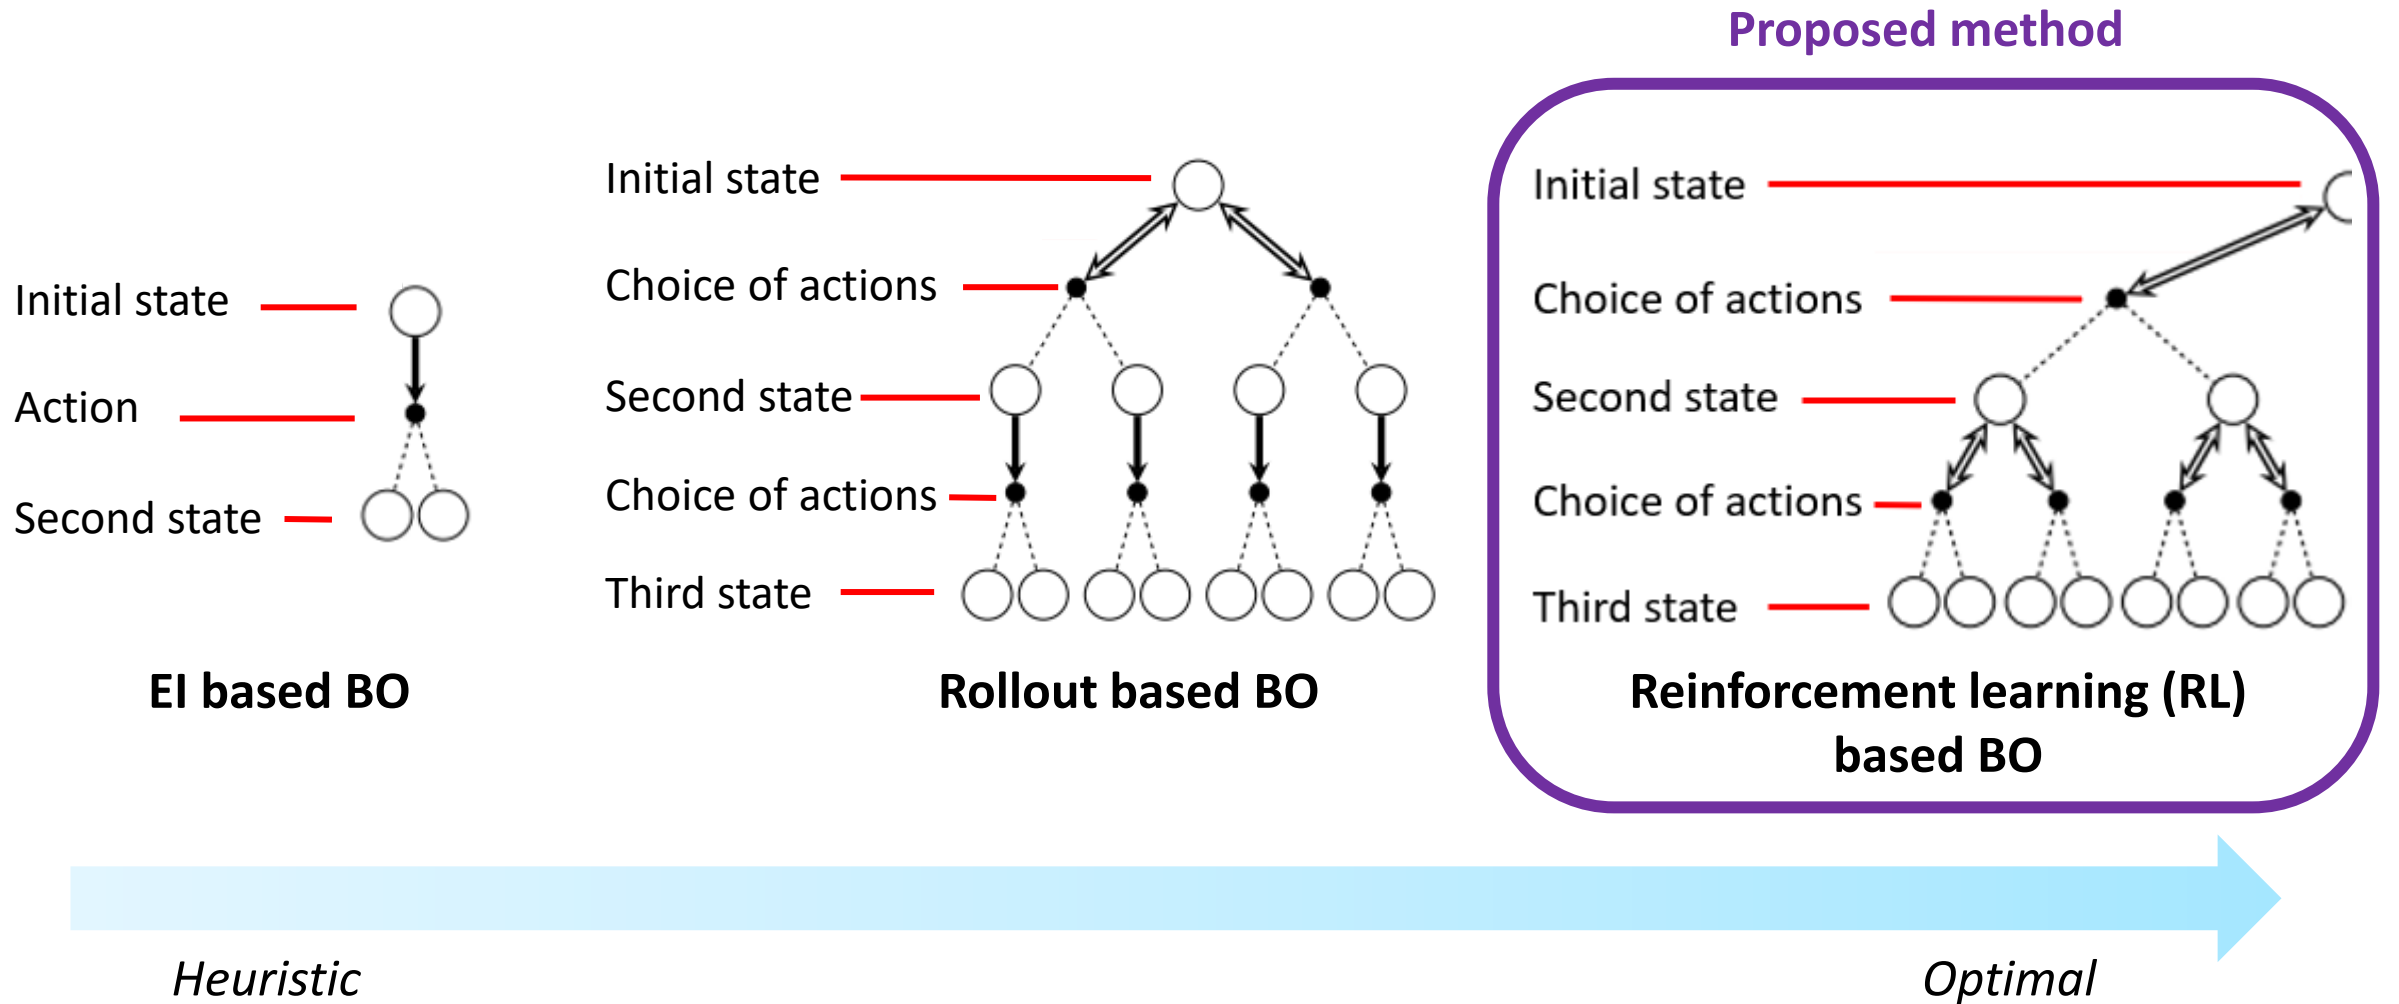 Proposed method
Initial state
Action
Second state
EI based BO
Initial state
Choice of actions
Second state
Choice of actions
Third state
Rollout based BO
Initial state
Choice of actions
Second state
Choice of actions
Third state
Reinforcement learning (RL)
based BO
Heuristic
Optimal